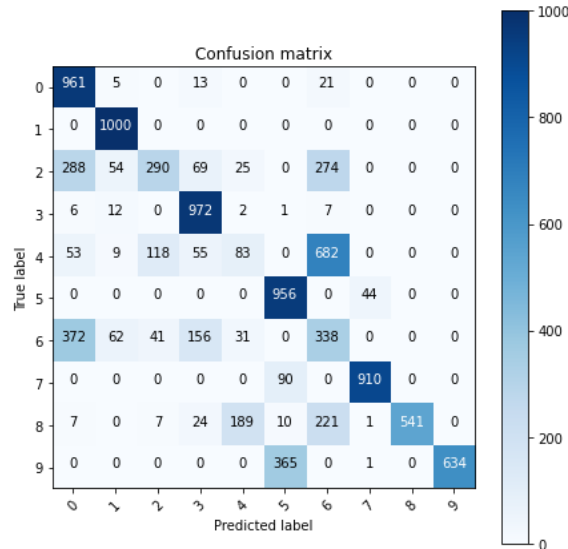 Confusion matrix
True label
0 961 5 0 13 0 0 21 0 0 0
1 0 1000 0 0 0 0 0 0 0 0
2 288 54 290 69 25 0 274 0 0 0
3 6 12 0 972 2 1 7 0 0 0
4 53 9 118 55 83 0 682 0 0 0
5 0 0 0 0 0 956 0 44 0 0
6 372 62 41 156 31 0 338 0 0 0
7 0 0 0 0 0 90 0 910 0 0
8 7 0 7 24 189 10 221 1 541 0
9 0 0 0 0 0 365 0 1 0 634
0 1 2 3 4 5 6 7 8 9
Predicted label
1000
800
600
400
200
0